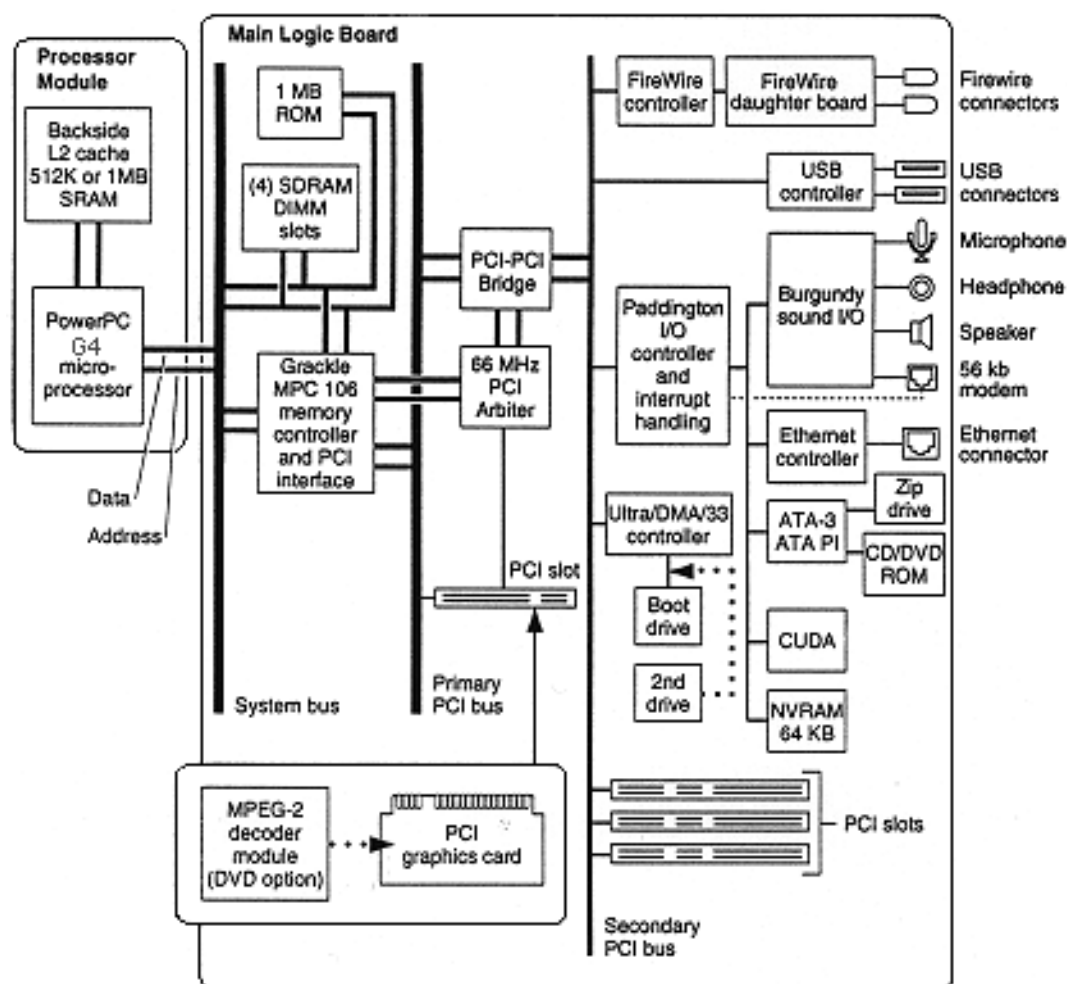 Main Logic Board
Processor
Module
Backside
L2 cache
512K or 1MB
SRAM
PowerPC
G4
micro-
processor
Data
Address
1 MB
ROM
(4) SDRAM
DIMM
slots
Grackle
MPC 106
memory
controller
and PCI
interface
System bus
PCI-PCI
Bridge
66 MHz
PCI
Arbiter
PCI slot
Primary
PCI bus
MPEG-2
decoder
module
(DVD option)
PCI
graphics card
FireWire
controller
FireWire
daughter board
Firewire
connectors
USB
controller
USB
connectors
Paddington
I/O
controller
and
interrupt
handling
Burgundy
sound I/O
Microphone
Headphone
Speaker
56 kb
modem
Ethernet
controller
Ethernet
connector
Ultra/DMA/33
controller
Boot
drive
2nd
drive
ATA-3
ATA PI
Zip
drive
CD/DVD
ROM
CUDA
NVRAM
64 KB
PCI slots
Secondary
PCI bus